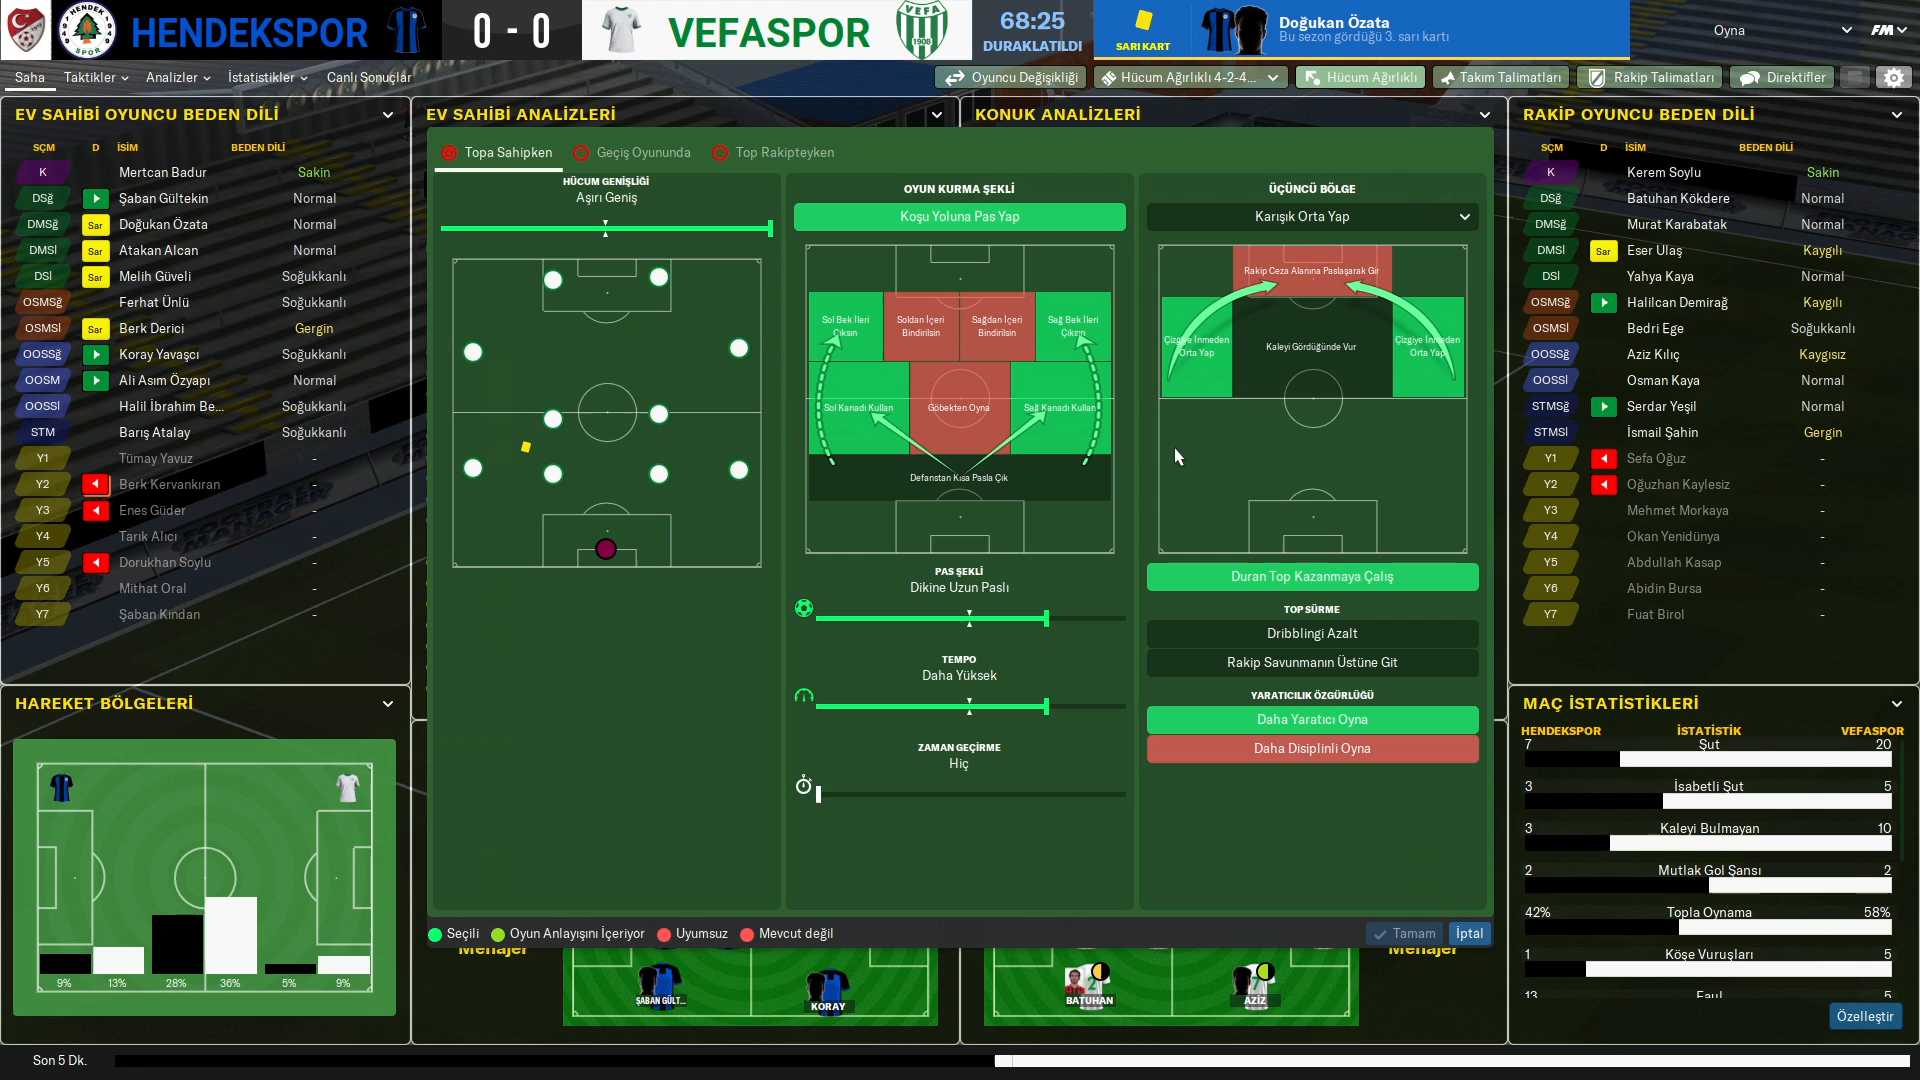 HENDEKSPOR
0 - 0
VEFASPOR
68:25
DURAKLATILDI
SARI KART
Doğukan Özata
Bu sezon gördüğü 3. sarı kartı
Oyna
FM
Saha
Taktikler
Analizler
İstatistikler
Canlı Sonuçlar
Oyuncu Değişikliği
Hücum Ağırlıklı 4-2-4...
Hücum Ağırlıklı
Takım Talimatları
Rakip Talimatları
Direktifler
EV SAHİBİ OYUNCU BEDEN DİLİ
SÇM D İSİM BEDEN DİLİ
K Mertcan Badur Sakin
DSğ Şaban Gültekin Normal
DMSğ Sar Doğukan Özata Normal
DMSl Sar Atakan Alcan Normal
DSl Sar Melih Güveli Soğukkanlı
OSMSğ Ferhat Ünlü Soğukkanlı
OSMSl Sar Berk Derici Gergin
OOSSğ Koray Yavaşcı Soğukkanlı
OOSM Ali Asım Özyapı Normal
OOSSl Halil İbrahim Be... Soğukkanlı
STM Barış Atalay Soğukkanlı
Y1 Tümay Yavuz -
Y2 Berk Kervankıran -
Y3 Enes Güder -
Y4 Tarık Alıcı -
Y5 Dorukhan Soylu -
Y6 Mithat Oral -
Y7 Şaban Kından -
EV SAHİBİ ANALİZLERİ
KONUK ANALİZLERİ
Topa Sahipken
Geçiş Oyununda
Top Rakipteyken
HÜCUM GENİŞLİĞİ
Aşırı Geniş
OYUN KURMA ŞEKLİ
Koşu Yoluna Pas Yap
Sol Bek İleri Çıksın
Soldan İçeri Bindirilsin
Sağdan İçeri Bindirilsin
Sağ Bek İleri Çıksın
Sol Kanadı Kullan
Göbekten Oyna
Sağ Kanadı Kullan
Defanstan Kısa Pasla Çık
PAS ŞEKLİ
Dikine Uzun Paslı
TEMPO
Daha Yüksek
ZAMAN GEÇİRME
Hiç
ÜÇÜNCÜ BÖLGE
Karışık Orta Yap
Rakip Ceza Alanına Paslaşarak Gir
Çizgiye İnmeden Orta Yap
Kaleyi Gördüğünde Vur
Çizgiye İnmeden Orta Yap
Duran Top Kazanmaya Çalış
TOP SÜRME
Dribblingi Azalt
Rakip Savunmanın Üstüne Git
YARATICILIK ÖZGÜRLÜĞÜ
Daha Yaratıcı Oyna
Daha Disiplinli Oyna
Seçili
Oyun Anlayışını İçeriyor
Uyumsuz
Mevcut değil
Tamam
İptal
Menajer
ŞABAN GÜLT...
KORAY
BATUHAN
AZİZ
Menajer
RAKİP OYUNCU BEDEN DİLİ
SÇM D İSİM BEDEN DİLİ
K Kerem Soylu Sakin
DSğ Batuhan Kökdere Normal
DMSğ Murat Karabatak Normal
DMSl Sar Eser Ulaş Kaygılı
DSl Yahya Kaya Normal
OSMSğ Halilcan Demirağ Kaygılı
OSMSl Bedri Ege Soğukkanlı
OOSSğ Aziz Kılıç Kaygısız
OOSSl Osman Kaya Normal
STMSğ Serdar Yeşil Normal
STMSl İsmail Şahin Gergin
Y1 Sefa Oğuz -
Y2 Oğuzhan Kaylesiz -
Y3 Mehmet Morkaya -
Y4 Okan Yenidünya -
Y5 Abdullah Kasap -
Y6 Abidin Bursa -
Y7 Fuat Birol -
HAREKET BÖLGELERİ
9% 13% 28% 36% 5% 9%
MAÇ İSTATİSTİKLERİ
HENDEKSPOR İSTATİSTİK VEFASPOR
7 Şut 20
3 İsabetli Şut 5
3 Kaleyi Bulmayan 10
2 Mutlak Gol Şansı 2
42% Topla Oynama 58%
1 Köşe Vuruşları 5
13 Faul 5
Özelleştir
Son 5 Dk.